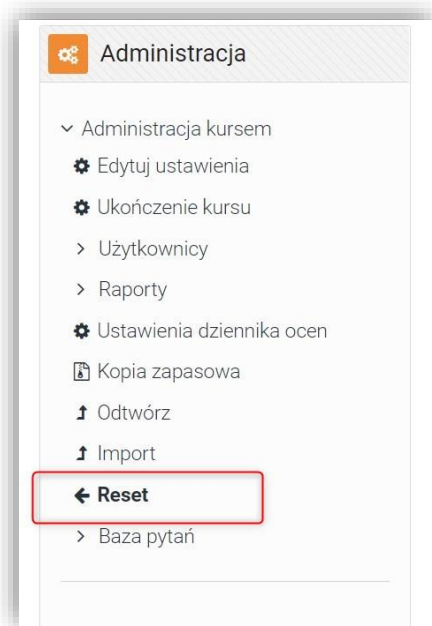 Administracja
Administracja kursem
Edytuj ustawienia
Ukończenie kursu
Użytkownicy
Raporty
Ustawienia dziennika ocen
Kopia zapasowa
Odtwórz
Import
Reset
Baza pytań